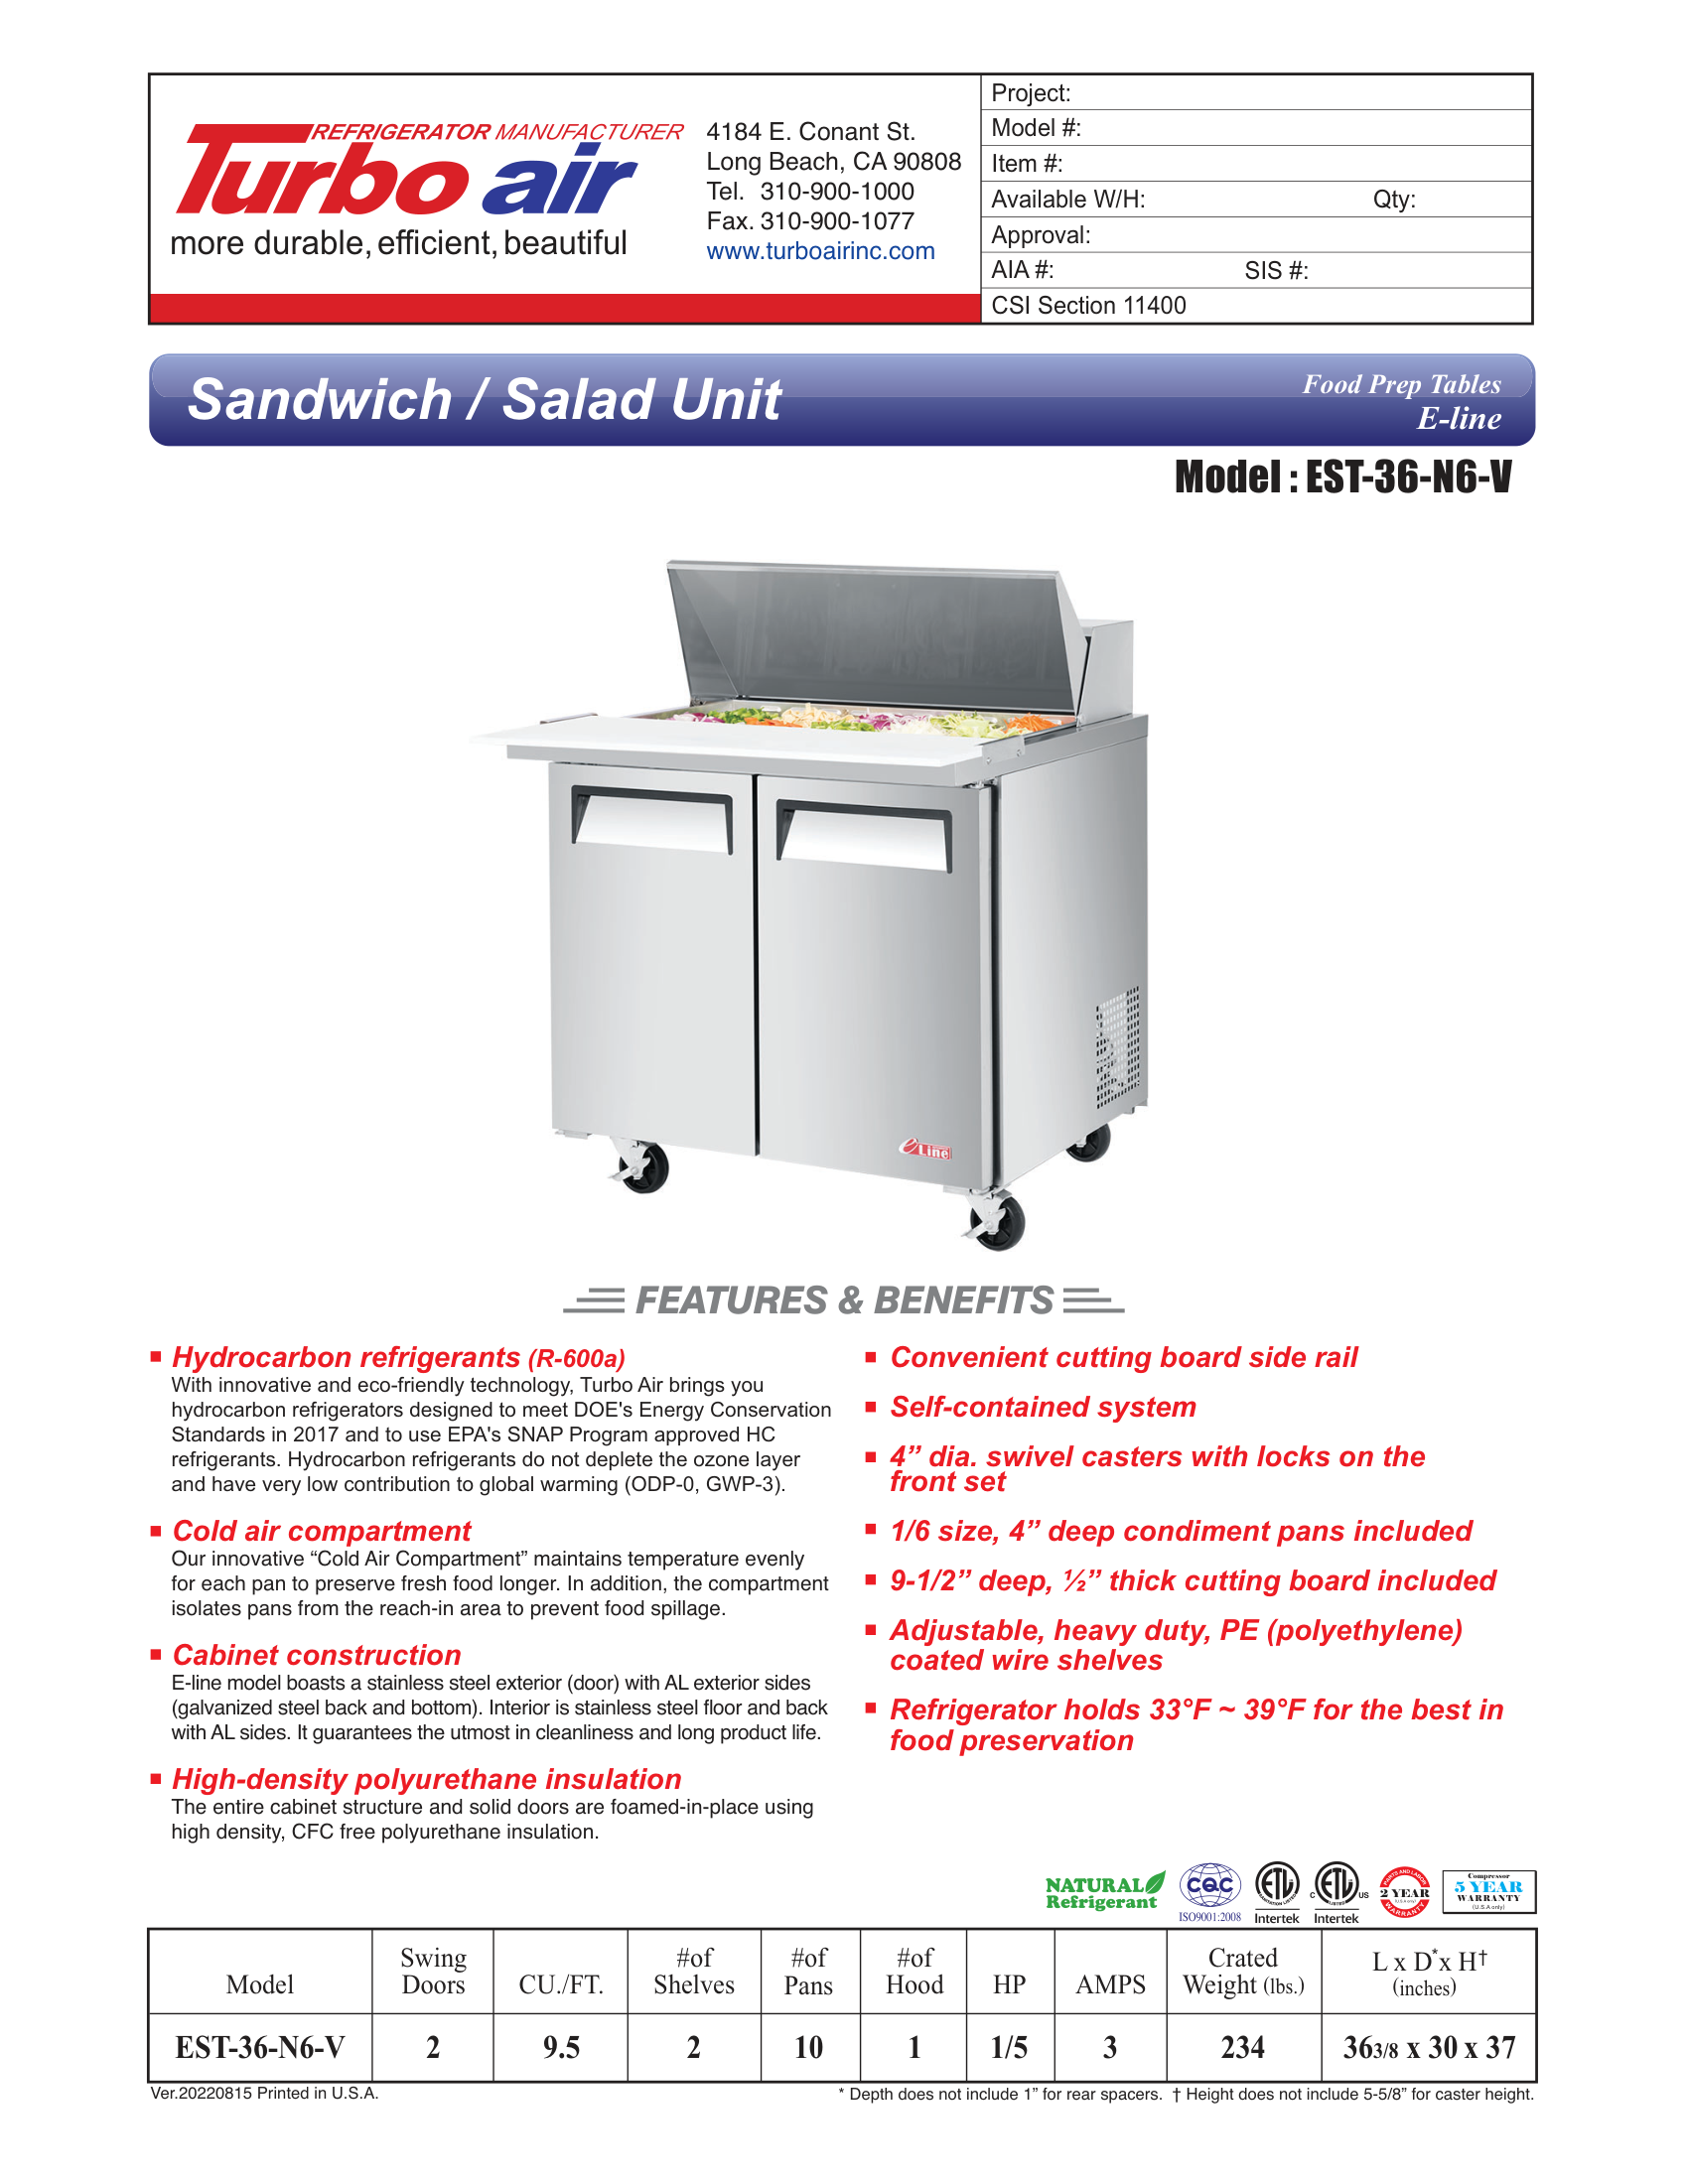 REFRIGERATOR MANUFACTURER
Turbo air
more durable, efficient, beautiful
4184 E. Conant St.
Long Beach, CA 90808
Tel. 310-900-1000
Fax. 310-900-1077
www.turboairinc.com
Project:
Model #:
Item #:
Available W/H: Qty:
Approval:
AIA #: SIS #:
CSI Section 11400
Sandwich / Salad Unit
Food Prep Tables
E-line
Model : EST-36-N6-V
e Line
FEATURES & BENEFITS
Hydrocarbon refrigerants (R-600a)
With innovative and eco-friendly technology, Turbo Air brings you
hydrocarbon refrigerators designed to meet DOE's Energy Conservation
Standards in 2017 and to use EPA's SNAP Program approved HC
refrigerants. Hydrocarbon refrigerants do not deplete the ozone layer
and have very low contribution to global warming (ODP-0, GWP-3).
Cold air compartment
Our innovative “Cold Air Compartment” maintains temperature evenly
for each pan to preserve fresh food longer. In addition, the compartment
isolates pans from the reach-in area to prevent food spillage.
Cabinet construction
E-line model boasts a stainless steel exterior (door) with AL exterior sides
(galvanized steel back and bottom). Interior is stainless steel floor and back
with AL sides. It guarantees the utmost in cleanliness and long product life.
High-density polyurethane insulation
The entire cabinet structure and solid doors are foamed-in-place using
high density, CFC free polyurethane insulation.
Convenient cutting board side rail
Self-contained system
4” dia. swivel casters with locks on the
front set
1/6 size, 4” deep condiment pans included
9-1/2” deep, ½” thick cutting board included
Adjustable, heavy duty, PE (polyethylene)
coated wire shelves
Refrigerator holds 33°F ~ 39°F for the best in
food preservation
NATURAL
Refrigerant
CQC
ISO9001:2008
ETL
SANITATION LISTED
Intertek
C ETL US
LISTED
Intertek
PARTS AND LABOR
2 YEAR
(U.S.A only)
WARRANTY
Compressor
5 YEAR
WARRANTY
(U.S.A only)
Model Swing Doors CU./FT. #of Shelves #of Pans #of Hood HP AMPS Crated Weight (lbs.) L x D* x H† (inches)
EST-36-N6-V 2 9.5 2 10 1 1/5 3 234 363/8 x 30 x 37
Ver.20220815 Printed in U.S.A.
* Depth does not include 1” for rear spacers. † Height does not include 5-5/8” for caster height.